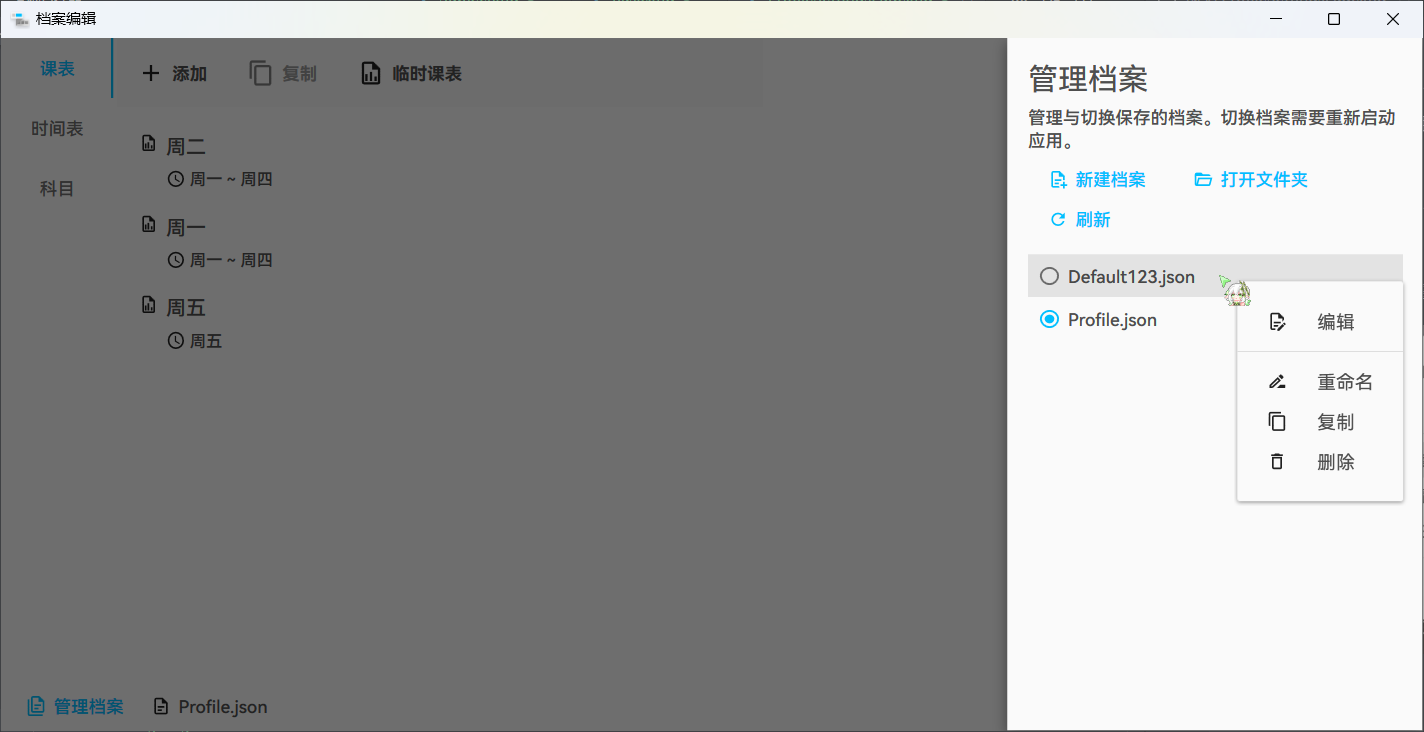 档案编辑
课表
时间表
科目
添加
复制
临时课表
周二
周一 ~ 周四
周一
周一 ~ 周四
周五
周五
管理档案
Profile.json
管理档案
管理与切换保存的档案。切换档案需要重新启动
应用。
新建档案
打开文件夹
刷新
Default123.json
Profile.json
编辑
重命名
复制
删除